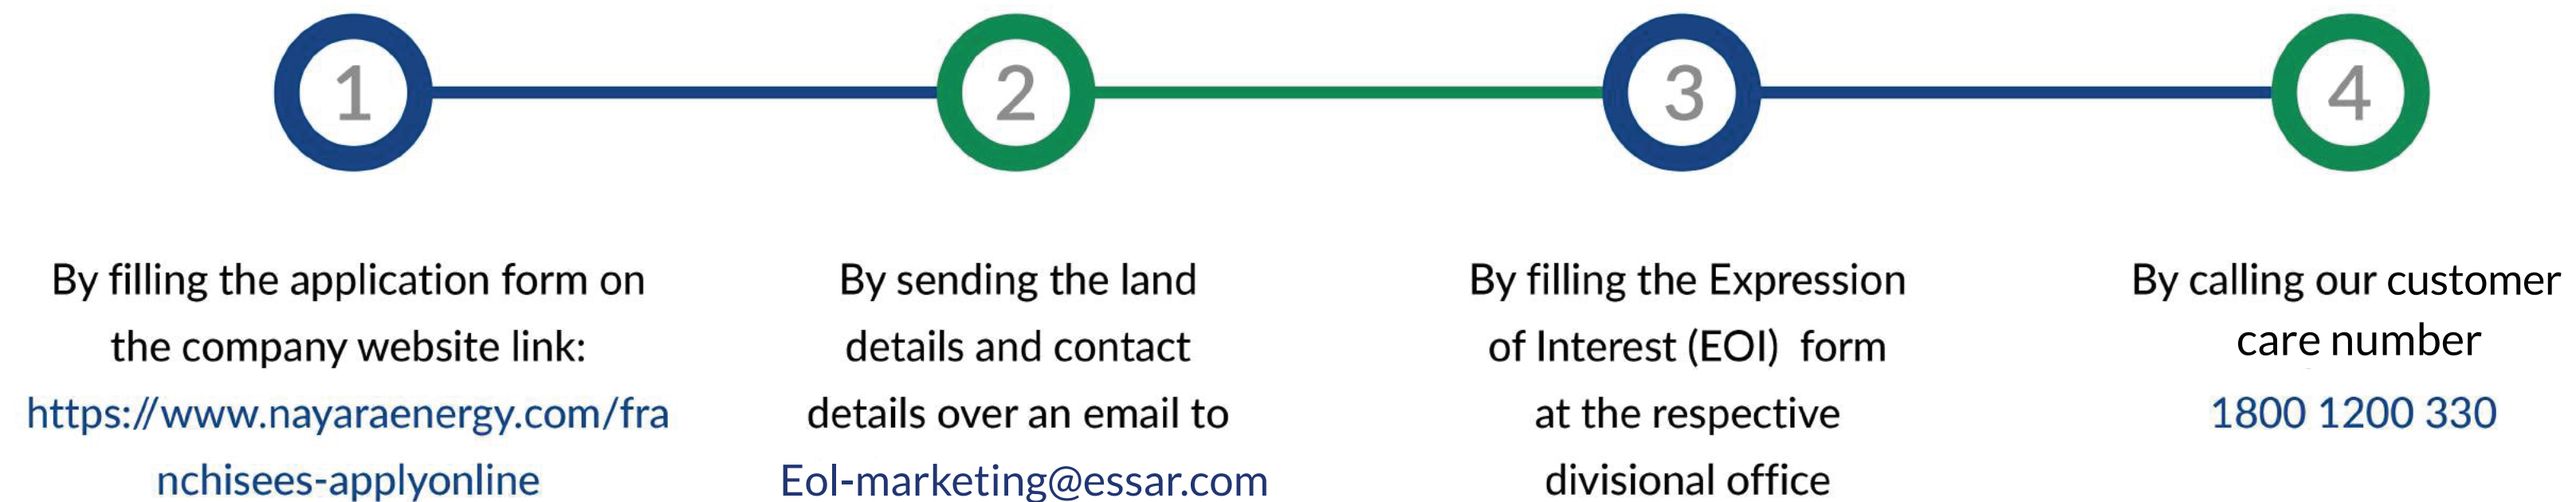 1
2
3
4
By filling the application form on
the company website link:
https://www.nayaraenergy.com/fra
nchisees-applyonline
By sending the land
details and contact
details over an email to
Eol-marketing@essar.com
By filling the Expression
of Interest (EOI) form
at the respective
divisional office
By calling our customer
care number
1800 1200 330